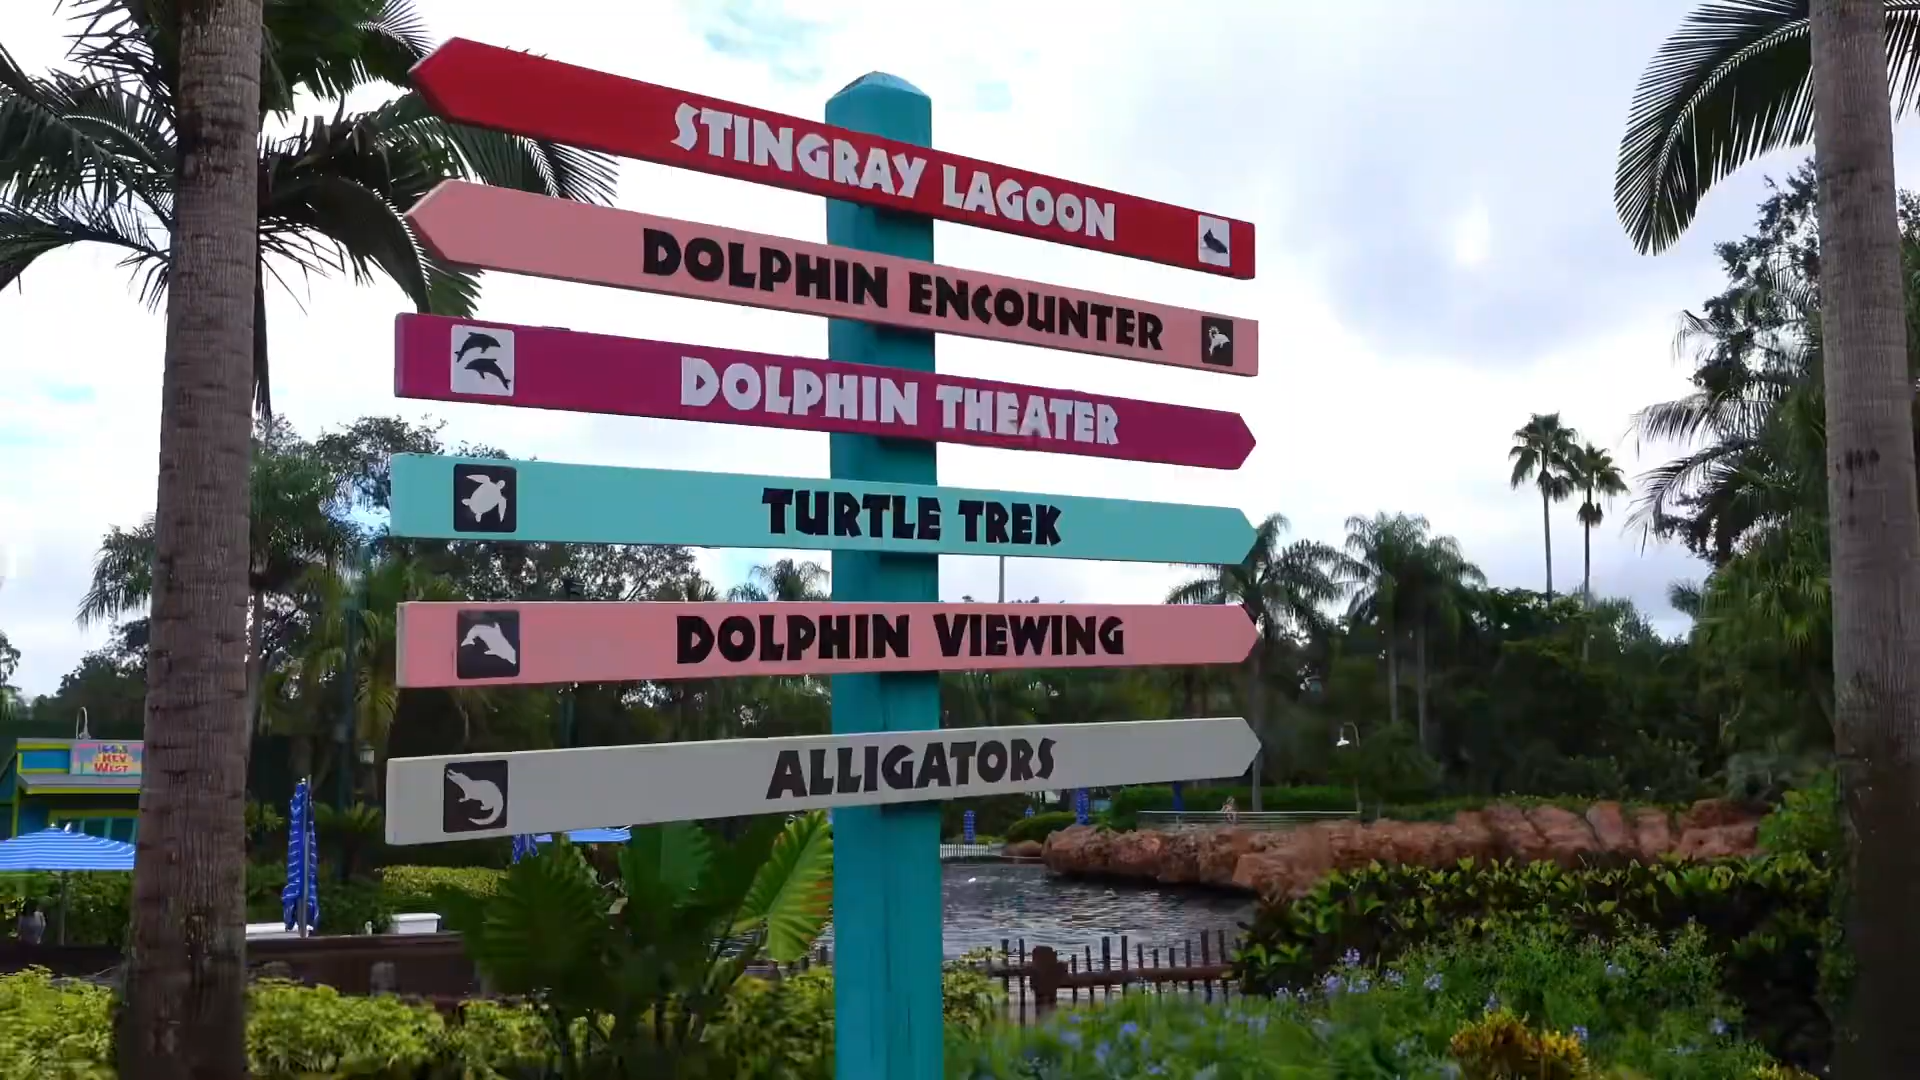 STINGRAY LAGOON
DOLPHIN ENCOUNTER
DOLPHIN THEATER
TURTLE TREK
DOLPHIN VIEWING
ALLIGATORS
KEY
WEST